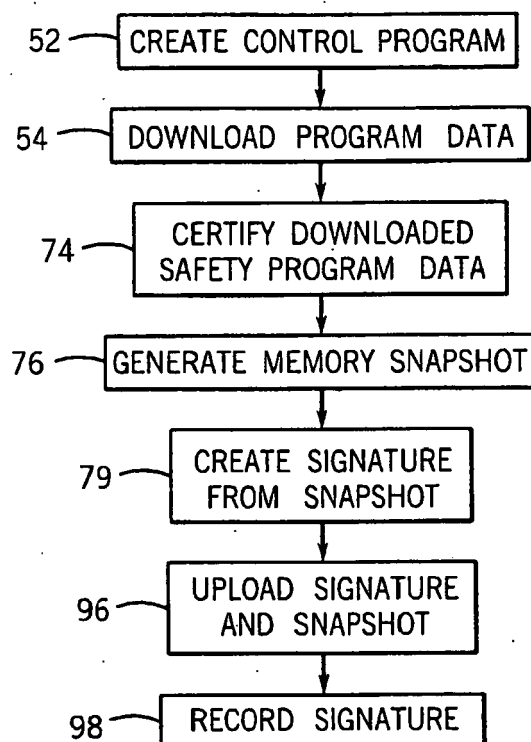 52 CREATE CONTROL PROGRAM
54 DOWNLOAD PROGRAM DATA
74 CERTIFY DOWNLOADED
SAFETY PROGRAM DATA
76 GENERATE MEMORY SNAPSHOT
79 CREATE SIGNATURE
FROM SNAPSHOT
96 UPLOAD SIGNATURE
AND SNAPSHOT
98 RECORD SIGNATURE